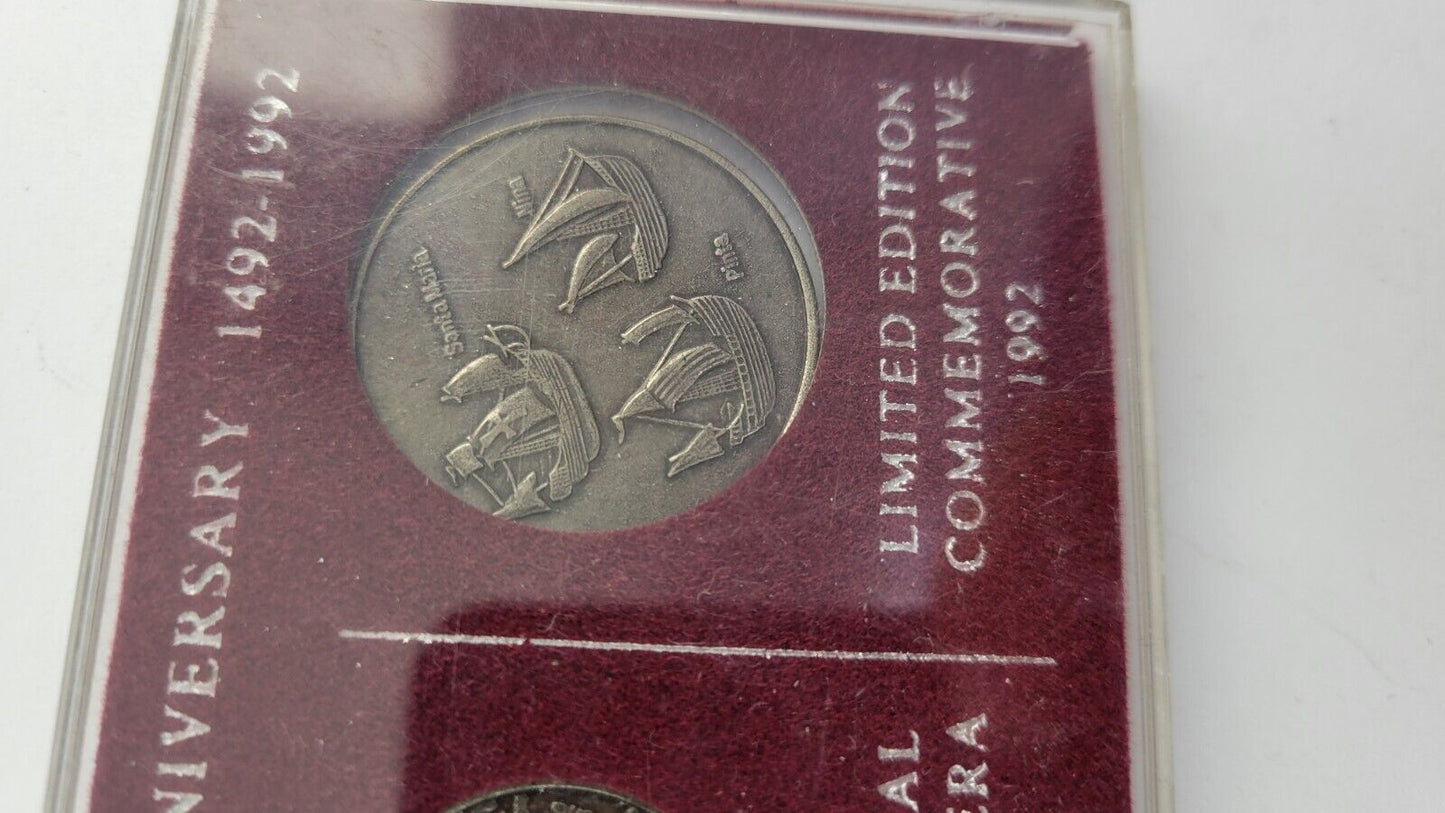 NIVERSARY 1492-1992
Nina
Santa Maria
Pinta
LIMITED EDITION
COMMEMORATIVE
1992
AL
ERA